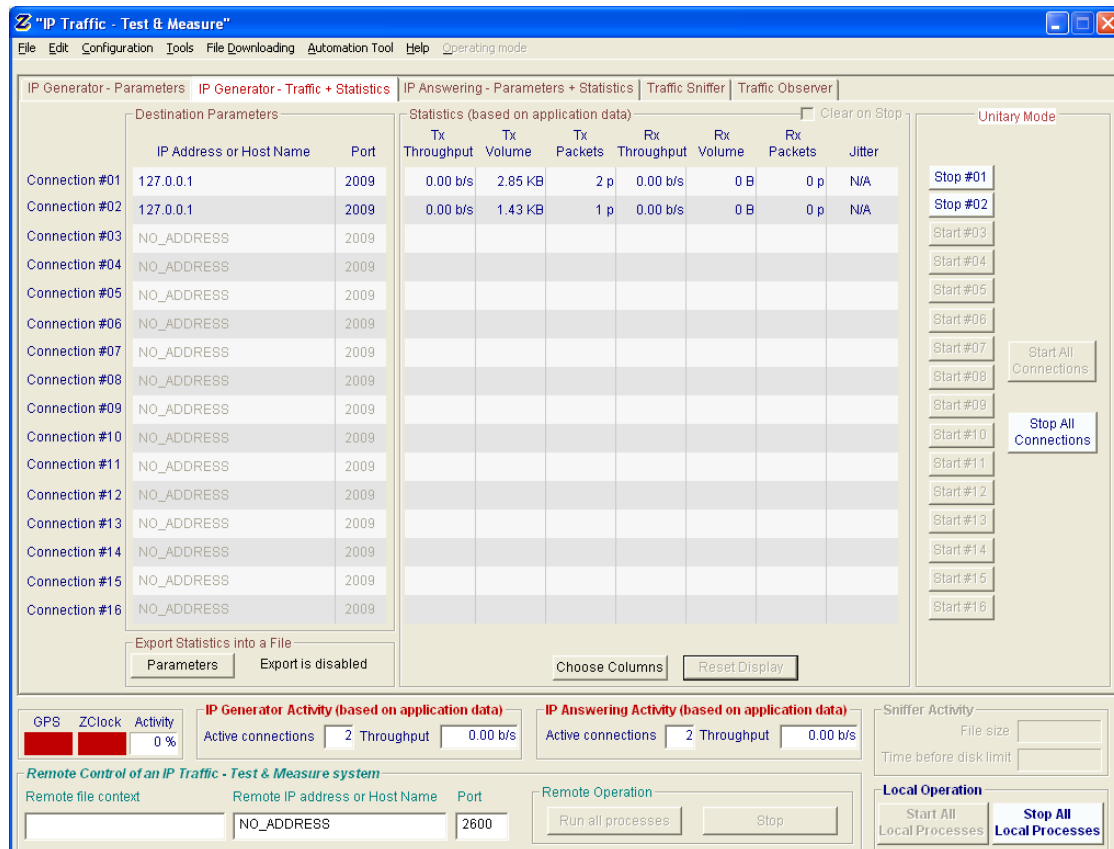 "IP Traffic - Test & Measure"
File Edit Configuration Tools File Downloading Automation Tool Help Operating mode
IP Generator - Parameters IP Generator - Traffic + Statistics IP Answering - Parameters + Statistics Traffic Sniffer Traffic Observer
Destination Parameters Statistics (based on application data) Clear on Stop Unitary Mode
Tx Tx Tx Rx Rx Rx
IP Address or Host Name Port Throughput Volume Packets Throughput Volume Packets Jitter
Connection #01 127.0.0.1 2009 0.00 b/s 2.85 KB 2 p 0.00 b/s 0 B 0 p N/A Stop #01
Connection #02 127.0.0.1 2009 0.00 b/s 1.43 KB 1 p 0.00 b/s 0 B 0 p N/A Stop #02
Connection #03 NO_ADDRESS 2009 Start #03
Connection #04 NO_ADDRESS 2009 Start #04
Connection #05 NO_ADDRESS 2009 Start #05
Connection #06 NO_ADDRESS 2009 Start #06
Connection #07 NO_ADDRESS 2009 Start #07 Start All
Connection #08 NO_ADDRESS 2009 Start #08 Connections
Connection #09 NO_ADDRESS 2009 Start #09
Connection #10 NO_ADDRESS 2009 Start #10 Stop All Connections
Connection #11 NO_ADDRESS 2009 Start #11
Connection #12 NO_ADDRESS 2009 Start #12
Connection #13 NO_ADDRESS 2009 Start #13
Connection #14 NO_ADDRESS 2009 Start #14
Connection #15 NO_ADDRESS 2009 Start #15
Connection #16 NO_ADDRESS 2009 Start #16
Export Statistics into a File
Parameters Export is disabled Choose Columns Reset Display
GPS ZClock Activity IP Generator Activity (based on application data) IP Answering Activity (based on application data) Sniffer Activity
0 % Active connections 2 Throughput 0.00 b/s Active connections 2 Throughput 0.00 b/s File size
Time before disk limit
Remote Control of an IP Traffic - Test & Measure system
Remote file context Remote IP address or Host Name Port Remote Operation Local Operation
NO_ADDRESS 2600 Run all processes Stop Start All Local Processes Stop All Local Processes